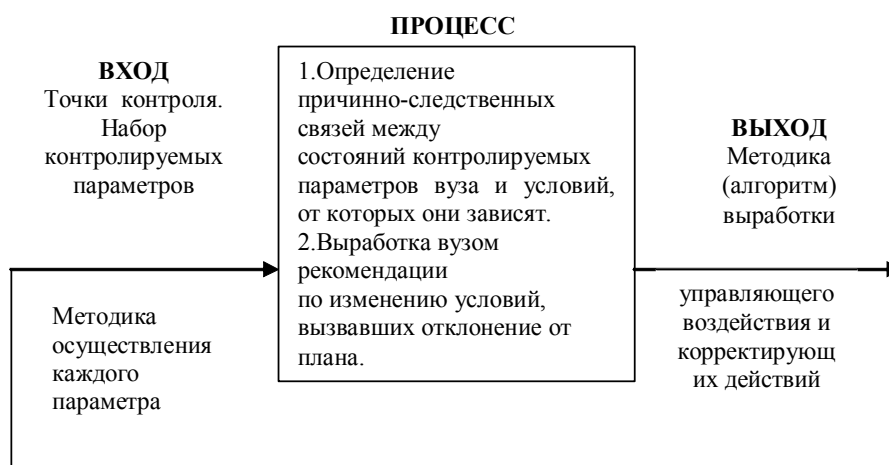 ПРОЦЕСС
ВХОД
Точки контроля.
Набор
контролируемых
параметров
Методика
осуществления
каждого
параметра
1.Определение
причинно-следственных
связей между
состояний контролируемых
параметров вуза и условий,
от которых они зависят.
2.Выработка вузом
рекомендации
по изменению условий,
вызвавших отклонение от
плана.
ВЫХОД
Методика
(алгоритм)
выработки
управляющего
воздействия и
корректирующ
их действий